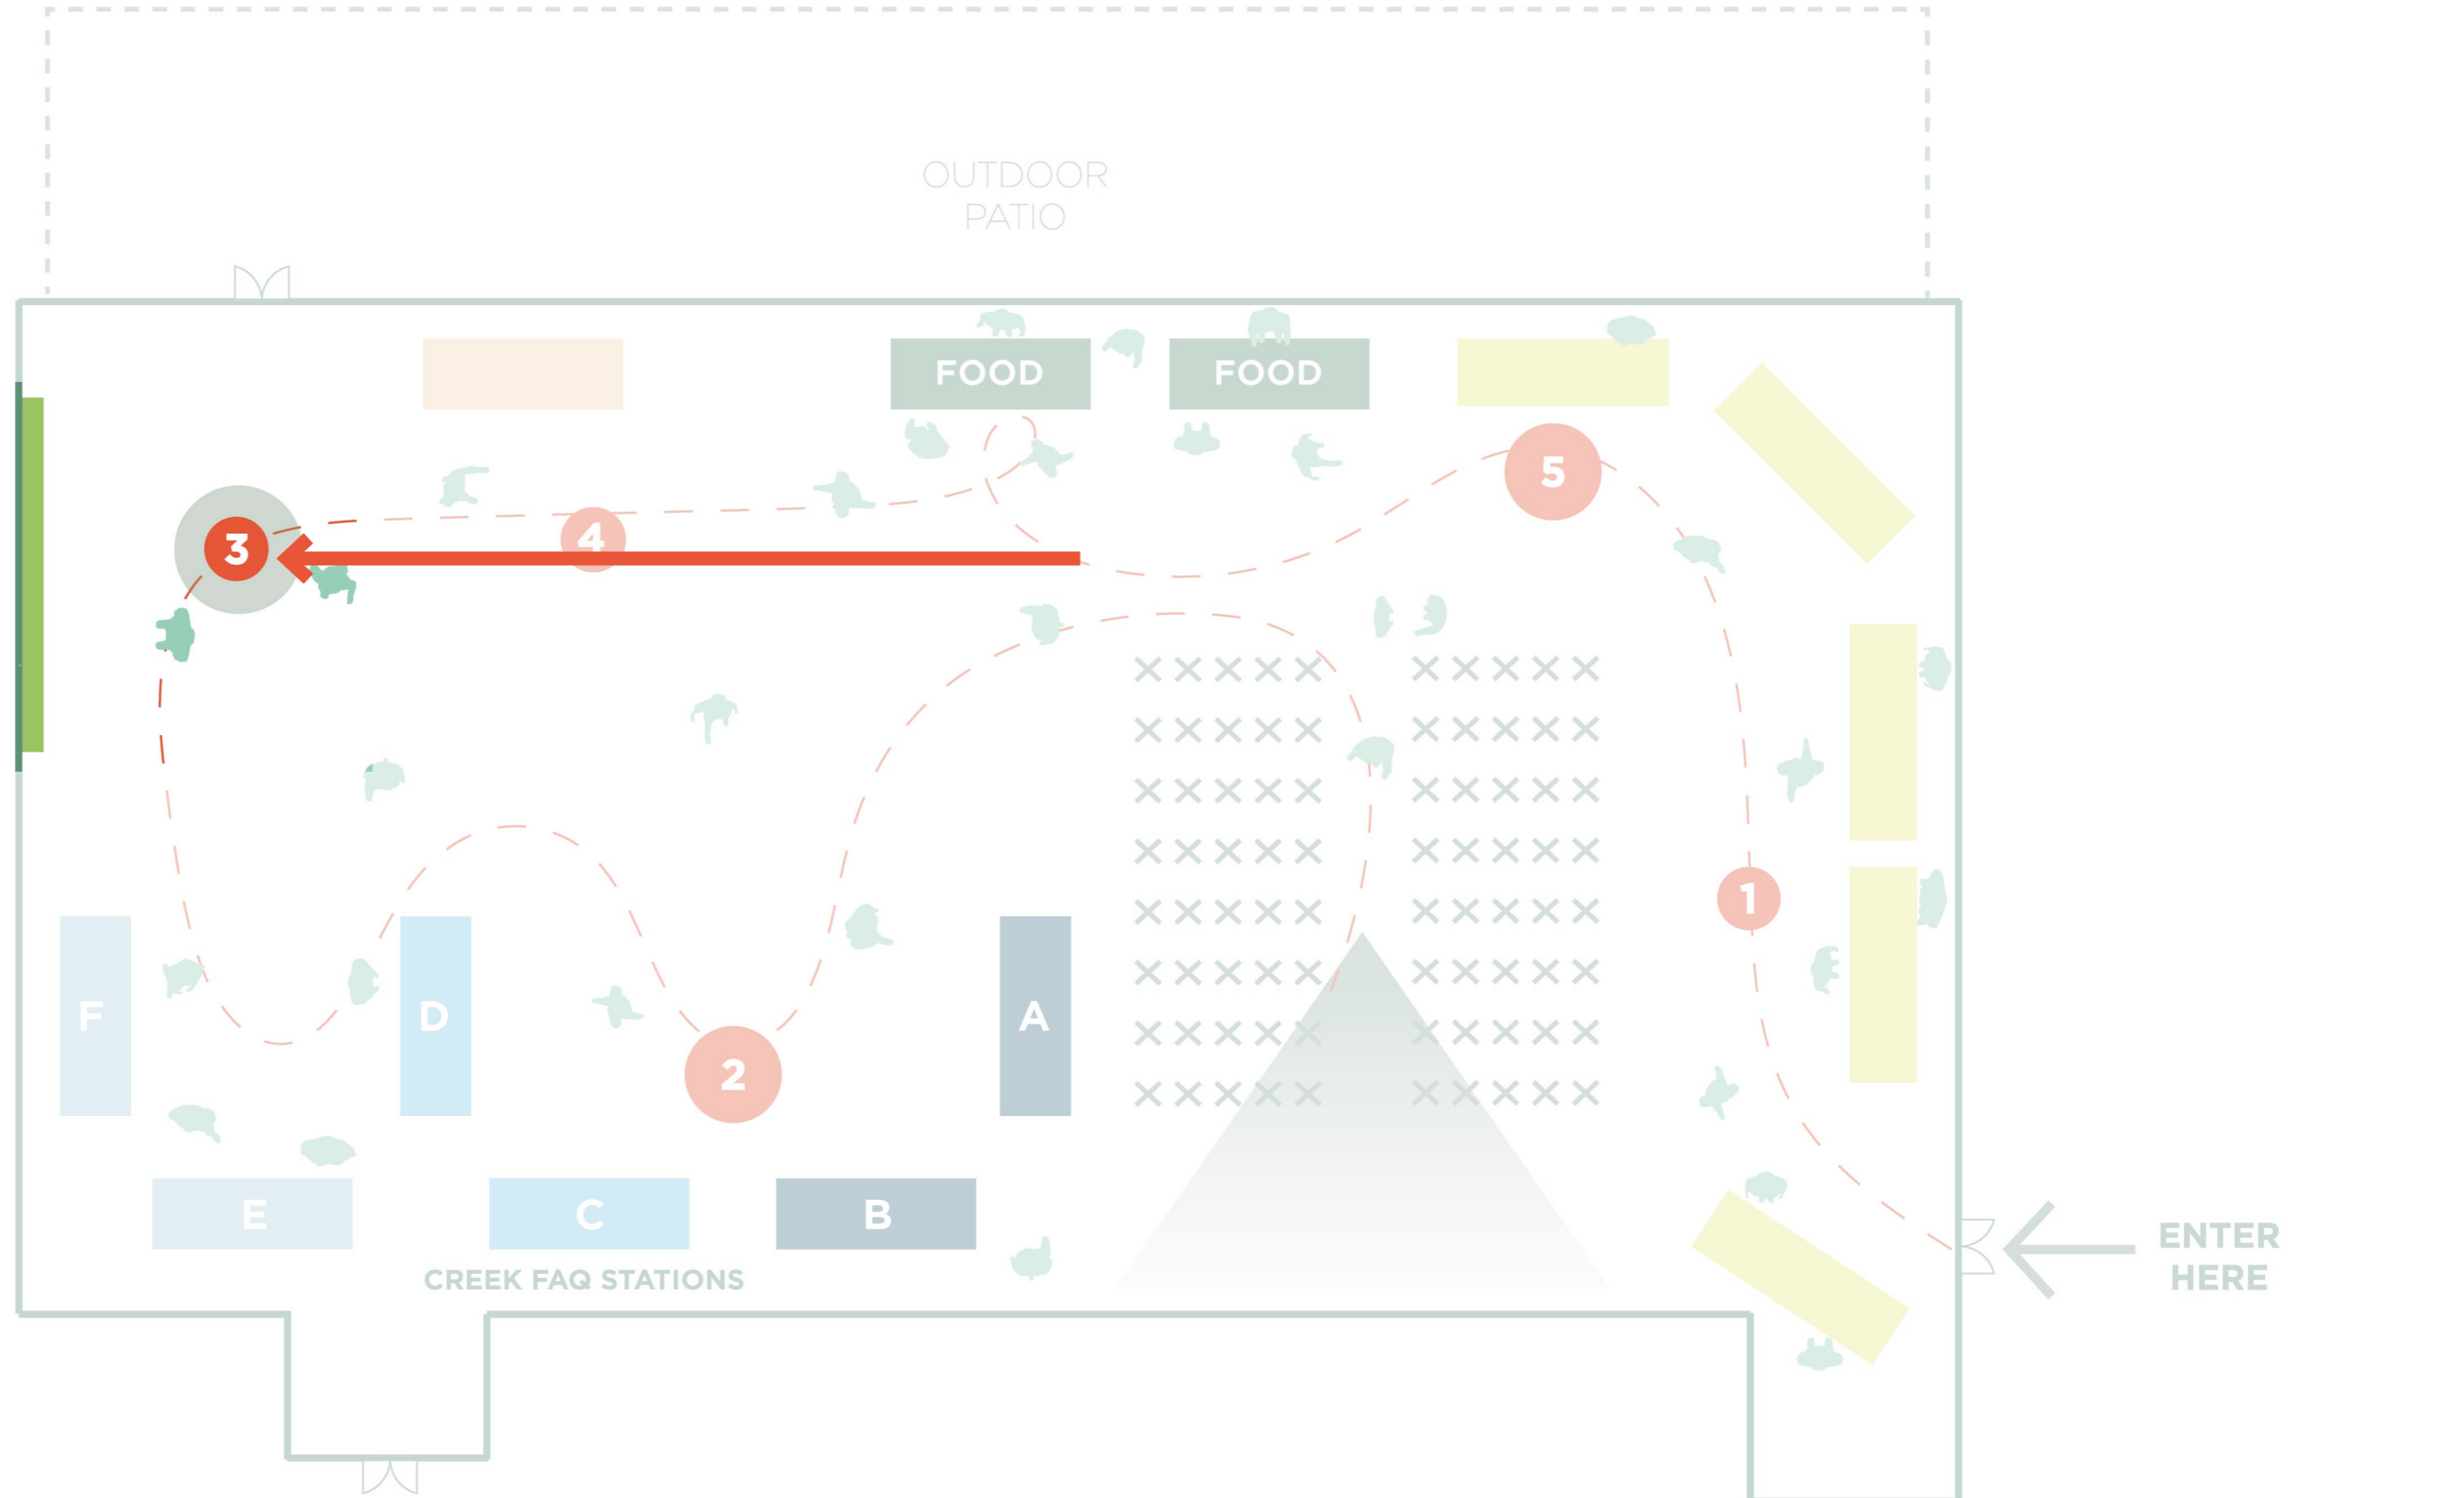 OUTDOOR
PATIO
FOOD
FOOD
5
3
4
1
F
D
A
2
E
C
B
ENTER
HERE
CREEK FAQ STATIONS